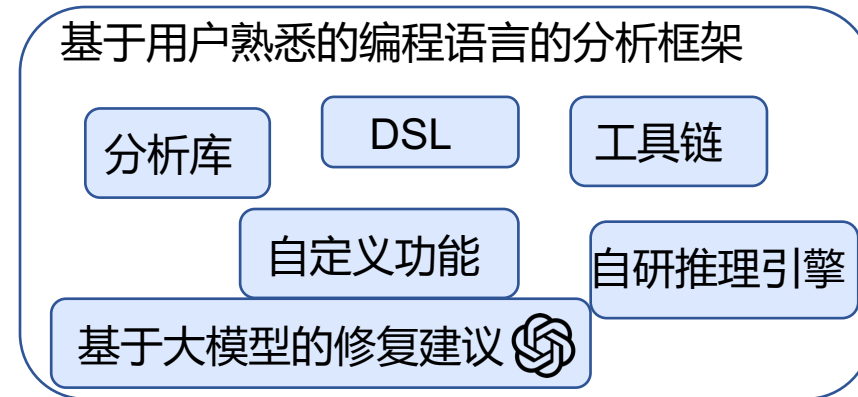 基于用户熟悉的编程语言的分析框架
分析库
DSL
工具链
自定义功能
自研推理引擎
基于大模型的修复建议